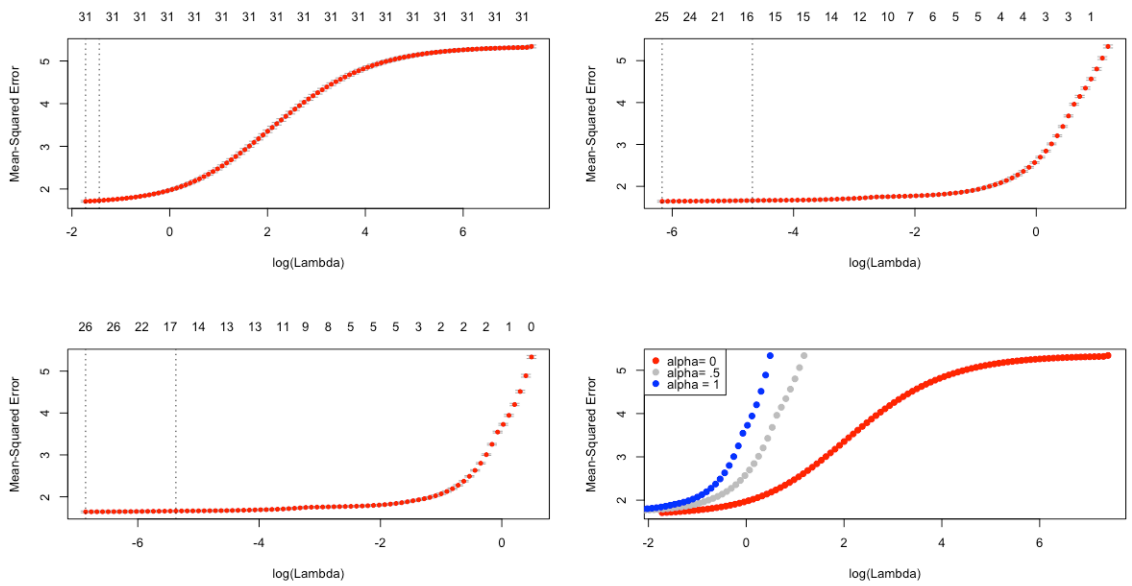 31 31 31 31 31 31 31 31 31 31 31 31 31 31 31 31 31
Mean-Squared Error
5
4
3
2
-2 0 2 4 6
log(Lambda)
25 24 21 16 15 15 14 12 10 7 6 5 5 4 4 3 3 1
Mean-Squared Error
5
4
3
2
-6 -4 -2 0
log(Lambda)
26 26 22 17 14 13 13 11 9 8 5 5 5 3 2 2 2 1 0
Mean-Squared Error
5
4
3
2
-6 -4 -2 0
log(Lambda)
alpha= 0
alpha= .5
alpha = 1
Mean-Squared Error
5
4
3
2
-2 0 2 4 6
log(Lambda)